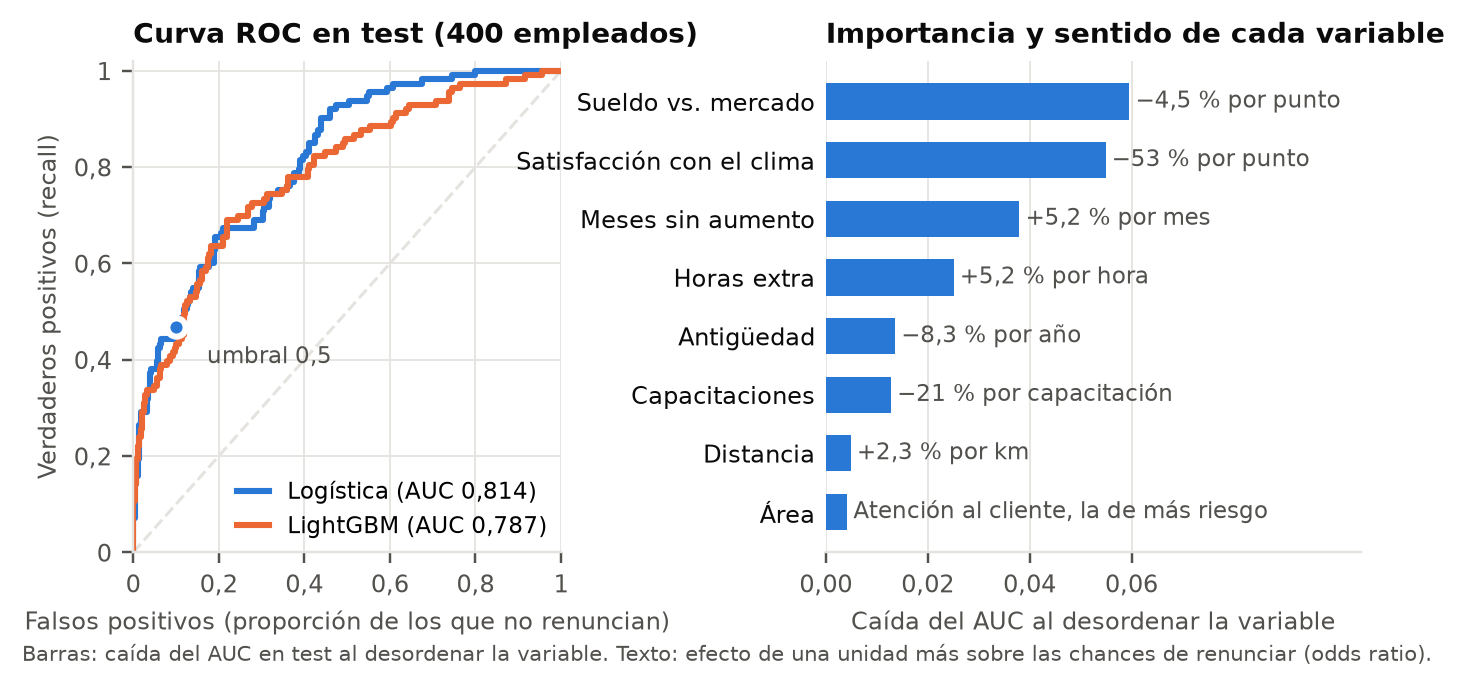 Curva ROC en test (400 empleados)
Verdaderos positivos (recall)
1
0,8
0,6
0,4
0,2
0
umbral 0,5
Logística (AUC 0,814)
LightGBM (AUC 0,787)
0 0,2 0,4 0,6 0,8 1
Falsos positivos (proporción de los que no renuncian)
Importancia y sentido de cada variable
Sueldo vs. mercado −4,5 % por punto
Satisfacción con el clima −53 % por punto
Meses sin aumento +5,2 % por mes
Horas extra +5,2 % por hora
Antigüedad −8,3 % por año
Capacitaciones −21 % por capacitación
Distancia +2,3 % por km
Área Atención al cliente, la de más riesgo
0,00 0,02 0,04 0,06
Caída del AUC al desordenar la variable
Barras: caída del AUC en test al desordenar la variable. Texto: efecto de una unidad más sobre las chances de renunciar (odds ratio).